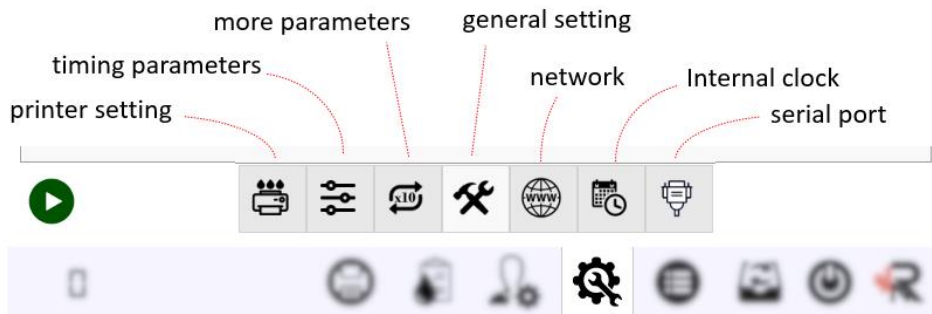 more parameters
general setting
timing parameters
network
Internal clock
printer setting
serial port
x10
www